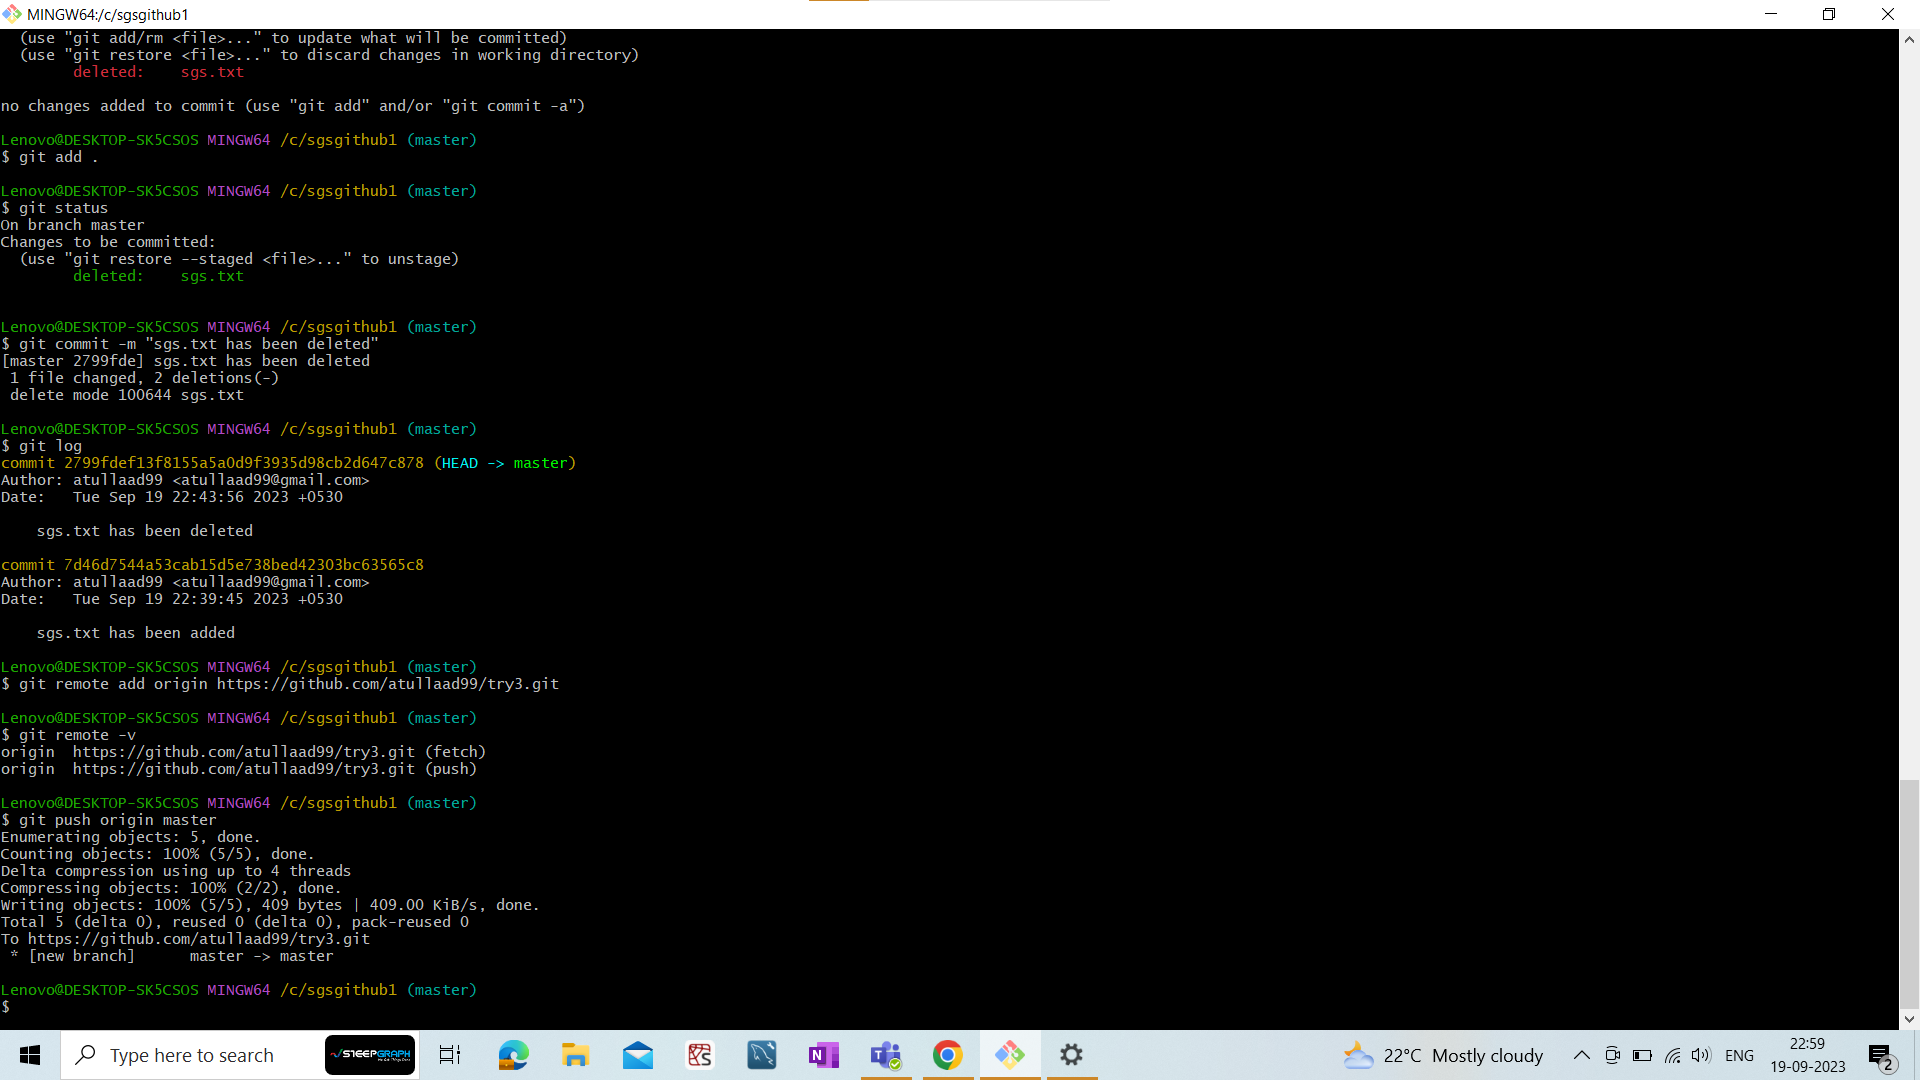 MINGW64:/c/sgsgithub1
  (use "git add/rm <file>..." to update what will be committed)
  (use "git restore <file>..." to discard changes in working directory)
        deleted:    sgs.txt

no changes added to commit (use "git add" and/or "git commit -a")

Lenovo@DESKTOP-SK5CSOS MINGW64 /c/sgsgithub1 (master)
$ git add .

Lenovo@DESKTOP-SK5CSOS MINGW64 /c/sgsgithub1 (master)
$ git status
On branch master
Changes to be committed:
  (use "git restore --staged <file>..." to unstage)
        deleted:    sgs.txt


Lenovo@DESKTOP-SK5CSOS MINGW64 /c/sgsgithub1 (master)
$ git commit -m "sgs.txt has been deleted"
[master 2799fde] sgs.txt has been deleted
 1 file changed, 2 deletions(-)
 delete mode 100644 sgs.txt

Lenovo@DESKTOP-SK5CSOS MINGW64 /c/sgsgithub1 (master)
$ git log
commit 2799fdef13f8155a5a0d9f3935d98cb2d647c878 (HEAD -> master)
Author: atullaad99 <atullaad99@gmail.com>
Date:   Tue Sep 19 22:43:56 2023 +0530

    sgs.txt has been deleted

commit 7d46d7544a53cab15d5e738bed42303bc63565c8
Author: atullaad99 <atullaad99@gmail.com>
Date:   Tue Sep 19 22:39:45 2023 +0530

    sgs.txt has been added

Lenovo@DESKTOP-SK5CSOS MINGW64 /c/sgsgithub1 (master)
$ git remote add origin https://github.com/atullaad99/try3.git

Lenovo@DESKTOP-SK5CSOS MINGW64 /c/sgsgithub1 (master)
$ git remote -v
origin  https://github.com/atullaad99/try3.git (fetch)
origin  https://github.com/atullaad99/try3.git (push)

Lenovo@DESKTOP-SK5CSOS MINGW64 /c/sgsgithub1 (master)
$ git push origin master
Enumerating objects: 5, done.
Counting objects: 100% (5/5), done.
Delta compression using up to 4 threads
Compressing objects: 100% (2/2), done.
Writing objects: 100% (5/5), 409 bytes | 409.00 KiB/s, done.
Total 5 (delta 0), reused 0 (delta 0), pack-reused 0
To https://github.com/atullaad99/try3.git
 * [new branch]      master -> master

Lenovo@DESKTOP-SK5CSOS MINGW64 /c/sgsgithub1 (master)
$
Type here to search
22°C Mostly cloudy
ENG
22:59
19-09-2023
2